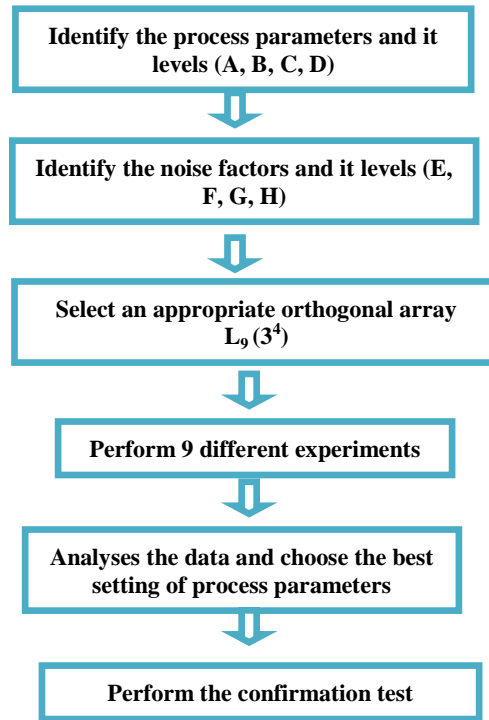 Identify the process parameters and it
levels (A, B, C, D)
Identify the noise factors and it levels (E,
F, G, H)
Select an appropriate orthogonal array
L₉ (3⁴)
Perform 9 different experiments
Analyses the data and choose the best
setting of process parameters
Perform the confirmation test